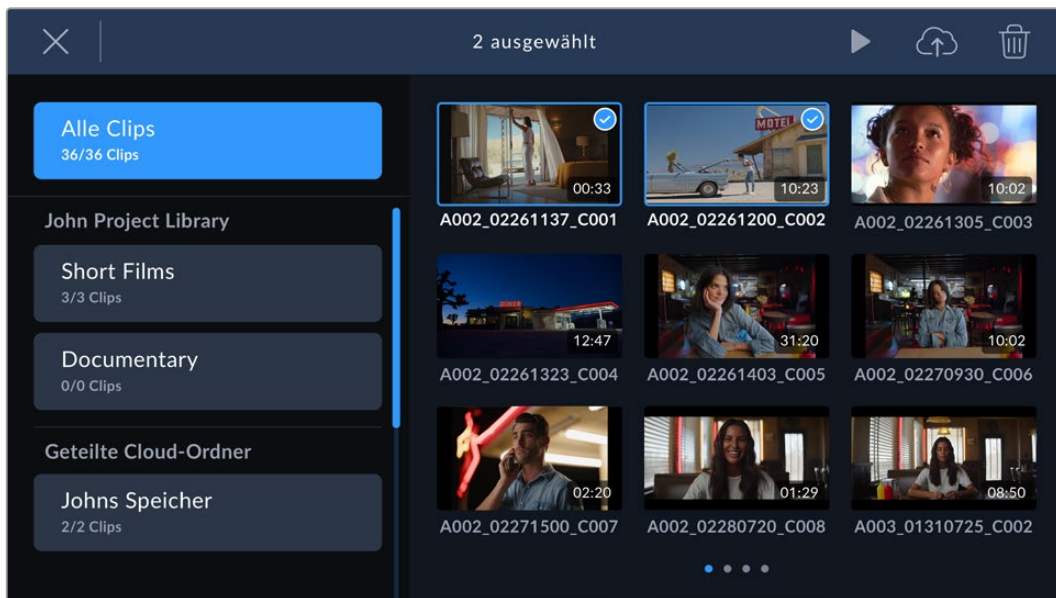 2 ausgewählt
Alle Clips
36/36 Clips
John Project Library
Short Films
3/3 Clips
Documentary
0/0 Clips
Geteilte Cloud-Ordner
Johns Speicher
2/2 Clips
MOTEL
00:33
10:23
10:02
A002_02261137_C001
A002_02261200_C002
A002_02261305_C003
DINER
12:47
31:20
10:02
A002_02261323_C004
A002_02261403_C005
A002_02270930_C006
02:20
01:29
08:50
A002_02271500_C007
A002_02280720_C008
A003_01310725_C002